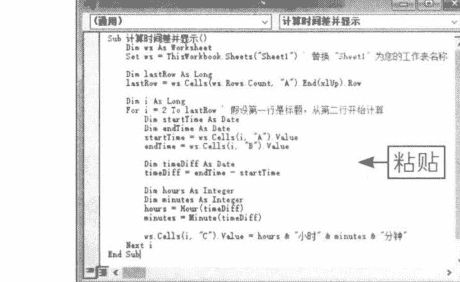 (通用)
计算时间差并显示
Sub 计算时间差并显示()
Dim ws As Worksheet
Set ws = ThisWorkbook.Sheets("Sheet1") ' 替换 "Sheet1" 为您的工作表名称
Dim lastRow As Long
lastRow = ws.Cells(ws.Rows.Count, "A").End(xlUp).Row
Dim i As Long
For i = 2 To lastRow ' 假设第一行是标题，从第二行开始计算
Dim startTime As Date
Dim endTime As Date
startTime = ws.Cells(i, "A").Value
endTime = ws.Cells(i, "B").Value
Dim timeDiff As Date
timeDiff = endTime - startTime
粘贴
Dim hours As Integer
Dim minutes As Integer
hours = Hour(timeDiff)
minutes = Minute(timeDiff)
ws.Cells(i, "C").Value = hours & "小时" & minutes & "分钟"
Next i
End Sub